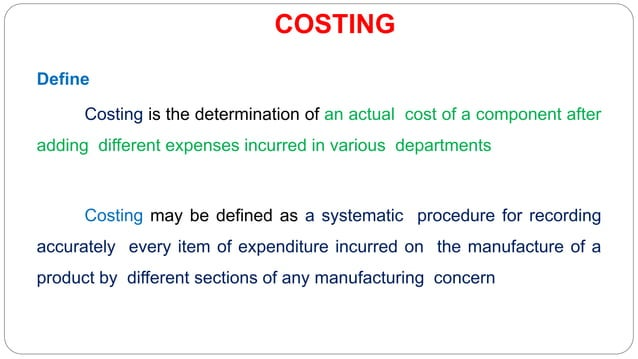 COSTING
Define
Costing is the determination of an actual cost of a component after
adding different expenses incurred in various departments
Costing may be defined as a systematic procedure for recording
accurately every item of expenditure incurred on the manufacture of a
product by different sections of any manufacturing concern